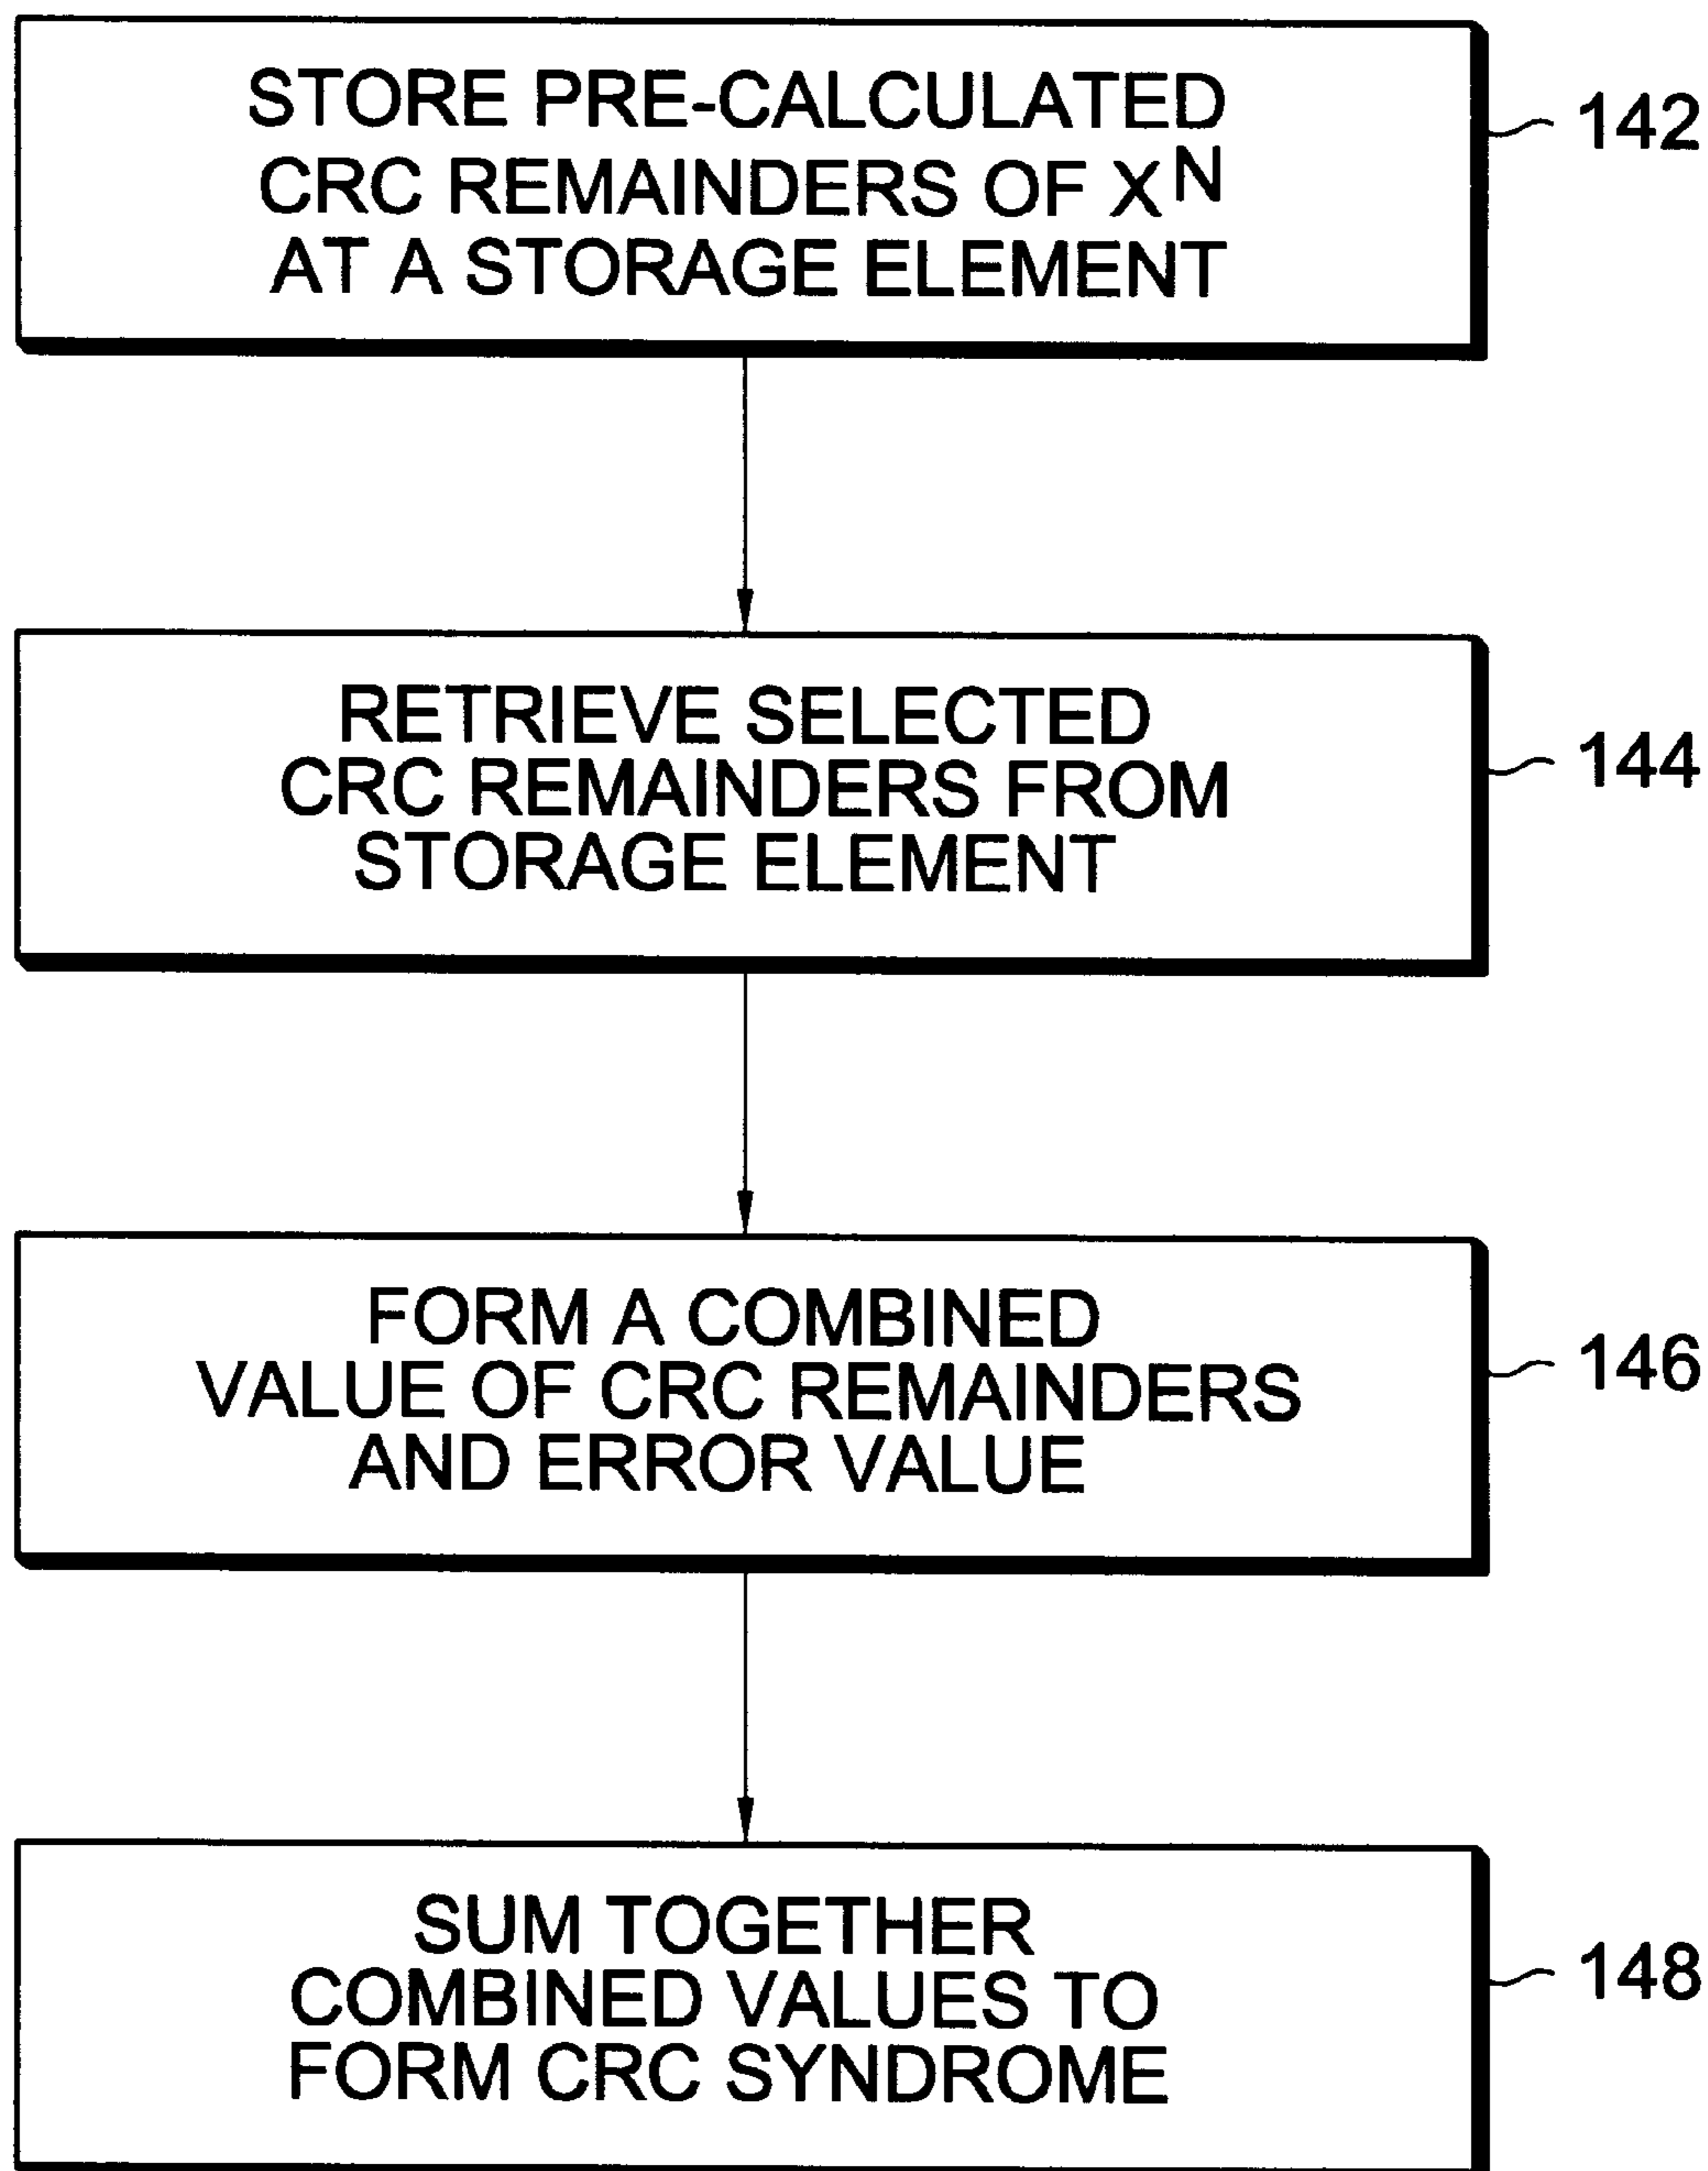 STORE PRE-CALCULATED
CRC REMAINDERS OF X^N
AT A STORAGE ELEMENT
142
RETRIEVE SELECTED
CRC REMAINDERS FROM
STORAGE ELEMENT
144
FORM A COMBINED
VALUE OF CRC REMAINDERS
AND ERROR VALUE
146
SUM TOGETHER
COMBINED VALUES TO
FORM CRC SYNDROME
148